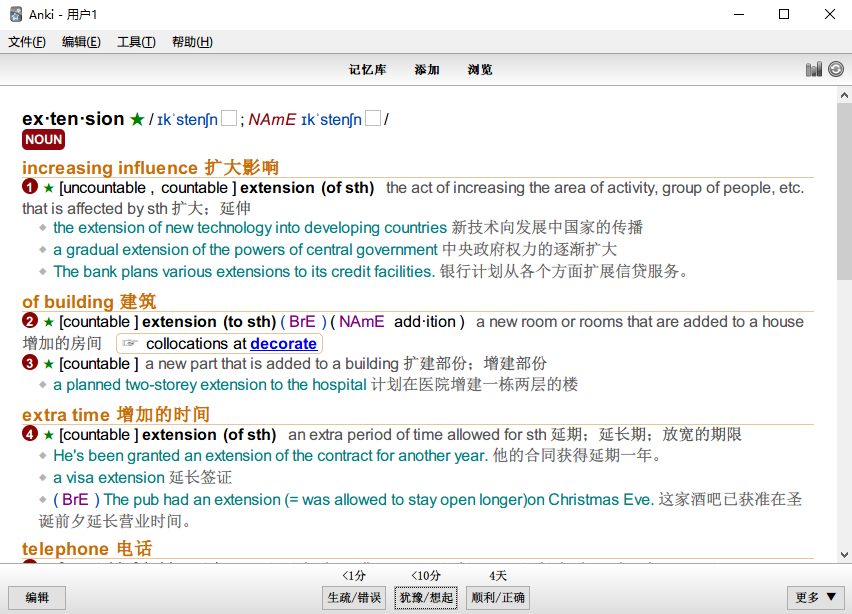 Anki - 用户1
文件(F) 编辑(E) 工具(T) 帮助(H)
记忆库 添加 浏览
ex·ten·sion ★ / ɪkˈstenʃn ; NAmE ɪkˈstenʃn /
NOUN
increasing influence 扩大影响
1 ★ [uncountable , countable ] extension (of sth) the act of increasing the area of activity, group of people, etc.
that is affected by sth 扩大；延伸
the extension of new technology into developing countries 新技术向发展中国家的传播
a gradual extension of the powers of central government 中央政府权力的逐渐扩大
The bank plans various extensions to its credit facilities. 银行计划从各个方面扩展信贷服务。
of building 建筑
2 ★ [countable ] extension (to sth) ( BrE ) ( NAmE add·ition ) a new room or rooms that are added to a house
增加的房间 ☞ collocations at decorate
3 ★ [countable ] a new part that is added to a building 扩建部份；增建部份
a planned two-storey extension to the hospital 计划在医院增建一栋两层的楼
extra time 增加的时间
4 ★ [countable ] extension (of sth) an extra period of time allowed for sth 延期；延长期；放宽的期限
He's been granted an extension of the contract for another year. 他的合同获得延期一年。
a visa extension 延长签证
( BrE ) The pub had an extension (= was allowed to stay open longer)on Christmas Eve. 这家酒吧已获准在圣
诞前夕延长营业时间。
telephone 电话
<1分 <10分 4天
编辑 生疏/错误 犹豫/想起 顺利/正确 更多 ▼